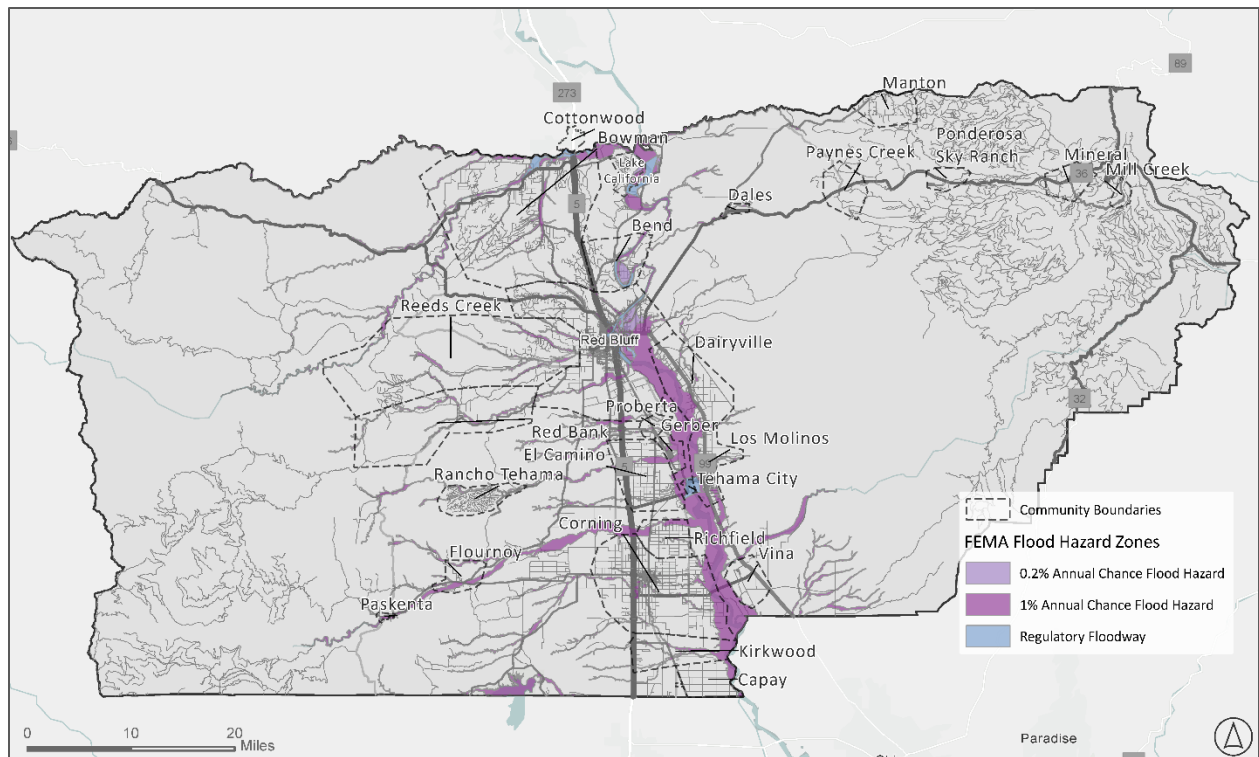 89
273
Manton
Cottonwood
Bowman
Ponderosa
Sky Ranch
Paynes Creek
Mineral
36
Mill Creek
Lake
California
Dales
5
Bend
Reeds Creek
Red Bluff
Dairyville
32
Proberta
Gerber
Red Bank
Los Molinos
El Camino
5
99
Rancho Tehama
Tehama City
Corning
Richfield
Flournoy
Vina
Paskenta
Kirkwood
Capay
Community Boundaries
FEMA Flood Hazard Zones
0.2% Annual Chance Flood Hazard
1% Annual Chance Flood Hazard
Regulatory Floodway
0 10 20
Miles
Paradise